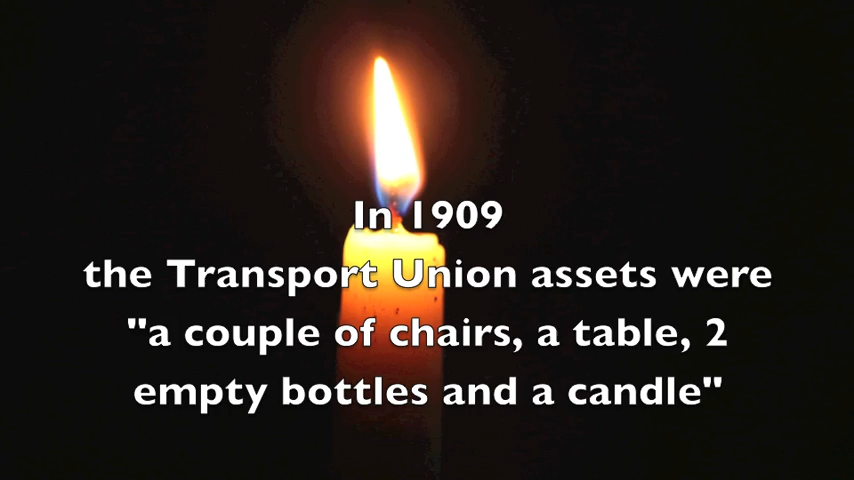 In 1909
the Transport Union assets were
"a couple of chairs, a table, 2
empty bottles and a candle"